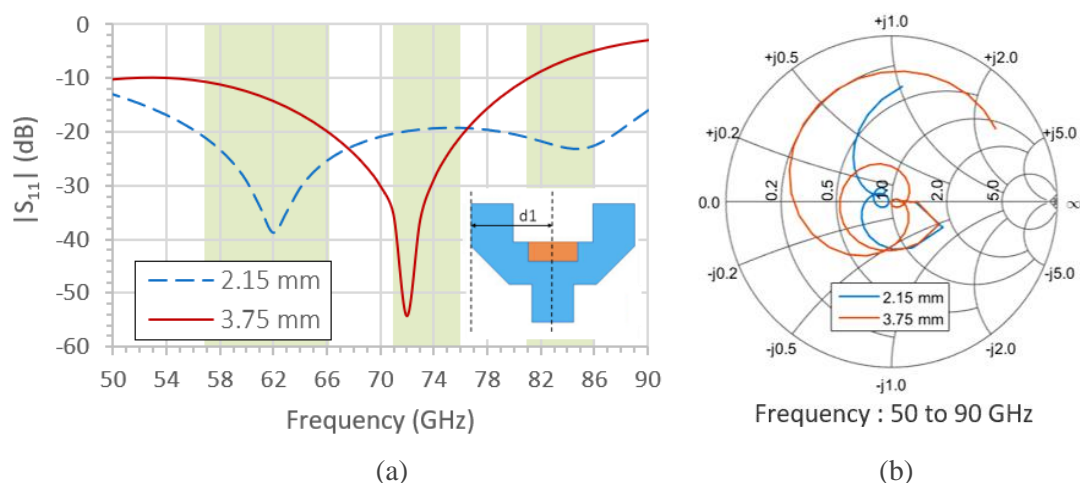 |S11| (dB)
0
-10
-20
-30
-40
-50
-60
d1
2.15 mm
3.75 mm
50 54 58 62 66 70 74 78 82 86 90
Frequency (GHz)
(a)
+j1.0
+j0.5
+j2.0
+j0.2
+j5.0
0.0
0.2
0.5
1.0
2.0
5.0
∞
-j0.2
-j5.0
2.15 mm
3.75 mm
-j0.5
-j2.0
-j1.0
Frequency : 50 to 90 GHz
(b)